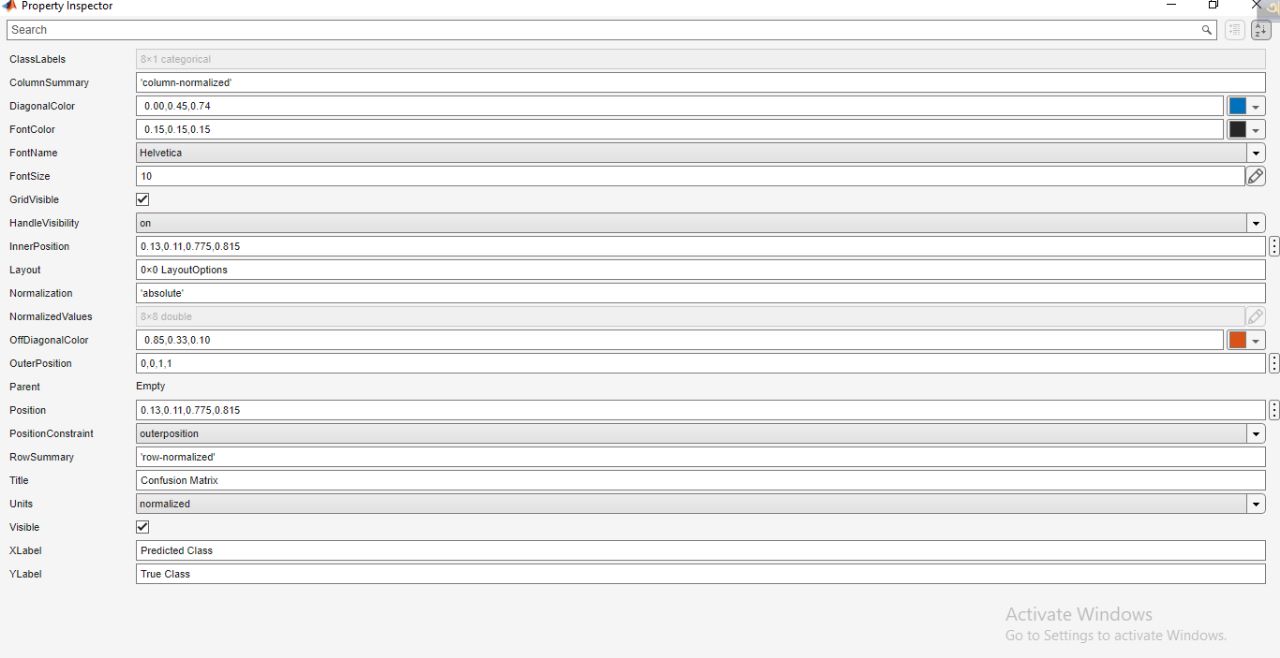 Property Inspector
Search
ClassLabels 8×1 categorical
ColumnSummary 'column-normalized'
DiagonalColor 0.00,0.45,0.74
FontColor 0.15,0.15,0.15
FontName Helvetica
FontSize 10
GridVisible
HandleVisibility on
InnerPosition 0.13,0.11,0.775,0.815
Layout 0×0 LayoutOptions
Normalization 'absolute'
NormalizedValues 8×8 double
OffDiagonalColor 0.85,0.33,0.10
OuterPosition 0,0,1,1
Parent Empty
Position 0.13,0.11,0.775,0.815
PositionConstraint outerposition
RowSummary 'row-normalized'
Title Confusion Matrix
Units normalized
Visible
XLabel Predicted Class
YLabel True Class
Activate Windows
Go to Settings to activate Windows.